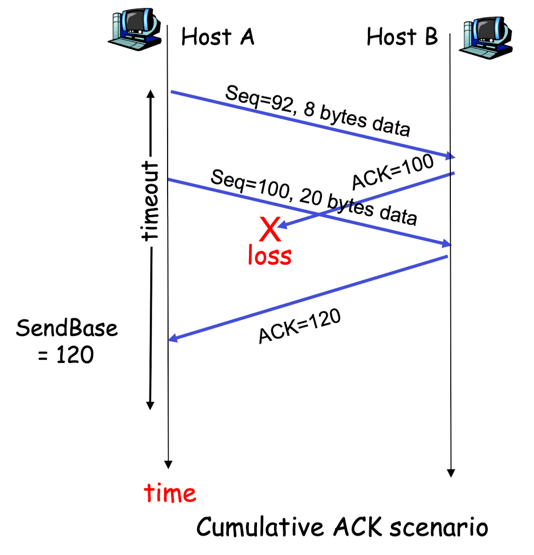 Host A
Host B
Seq=92, 8 bytes data
ACK=100
Seq=100, 20 bytes data
timeout
X
loss
ACK=120
SendBase
= 120
time
Cumulative ACK scenario